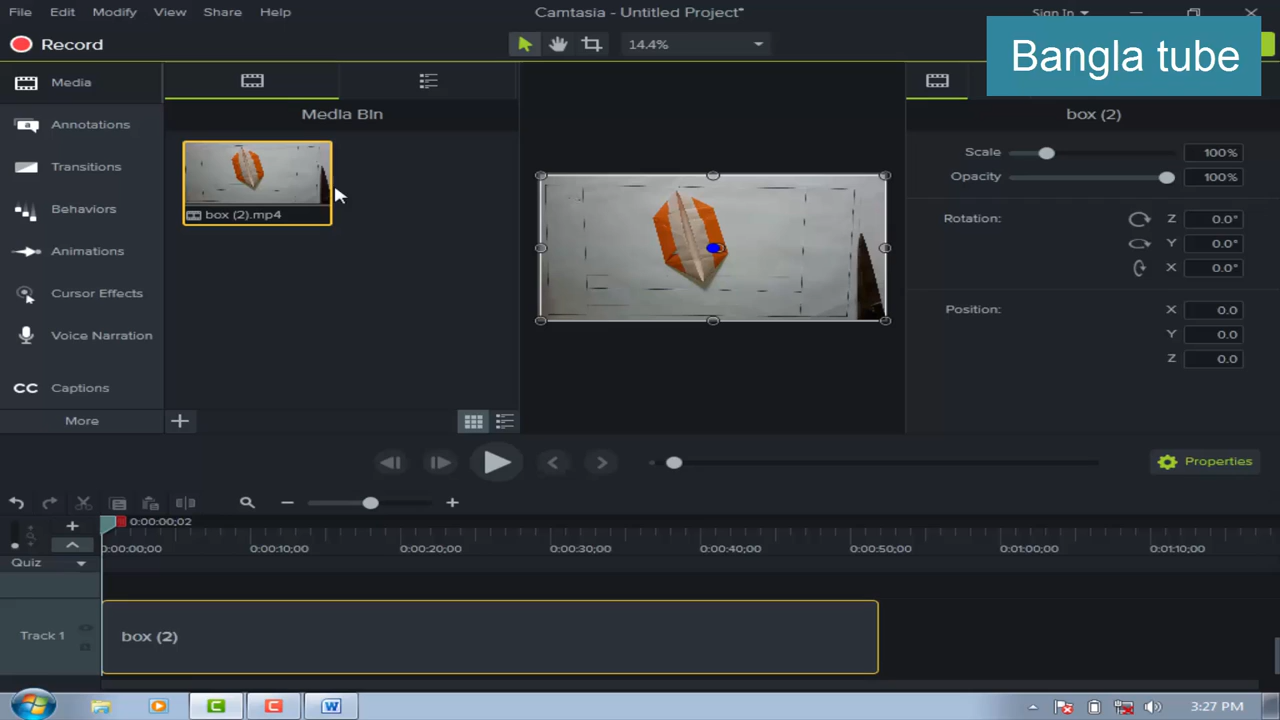 File Edit Modify View Share Help
Camtasia - Untitled Project*
Sign In
Bangla tube
Record
14.4%
Media
Annotations
Transitions
Behaviors
Animations
Cursor Effects
Voice Narration
CC Captions
More
Media Bin
box (2).mp4
box (2)
Scale 100%
Opacity 100%
Rotation: Z 0.0°
Y 0.0°
X 0.0°
Position: X 0.0
Y 0.0
Z 0.0
Properties
0:00:00;02
0:00:00;00 0:00:10;00 0:00:20;00 0:00:30;00 0:00:40;00 0:00:50;00 0:01:00;00 0:01:10;00
Quiz
Track 1
box (2)
3:27 PM